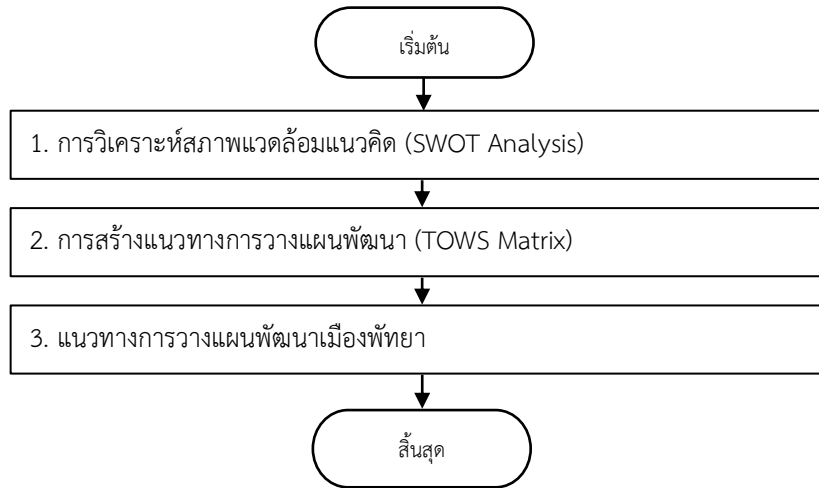 เริ่มต้น
1. การวิเคราะห์สภาพแวดล้อมแนวคิด (SWOT Analysis)
2. การสร้างแนวทางการวางแผนพัฒนา (TOWS Matrix)
3. แนวทางการวางแผนพัฒนาเมืองพัทยา
สิ้นสุด